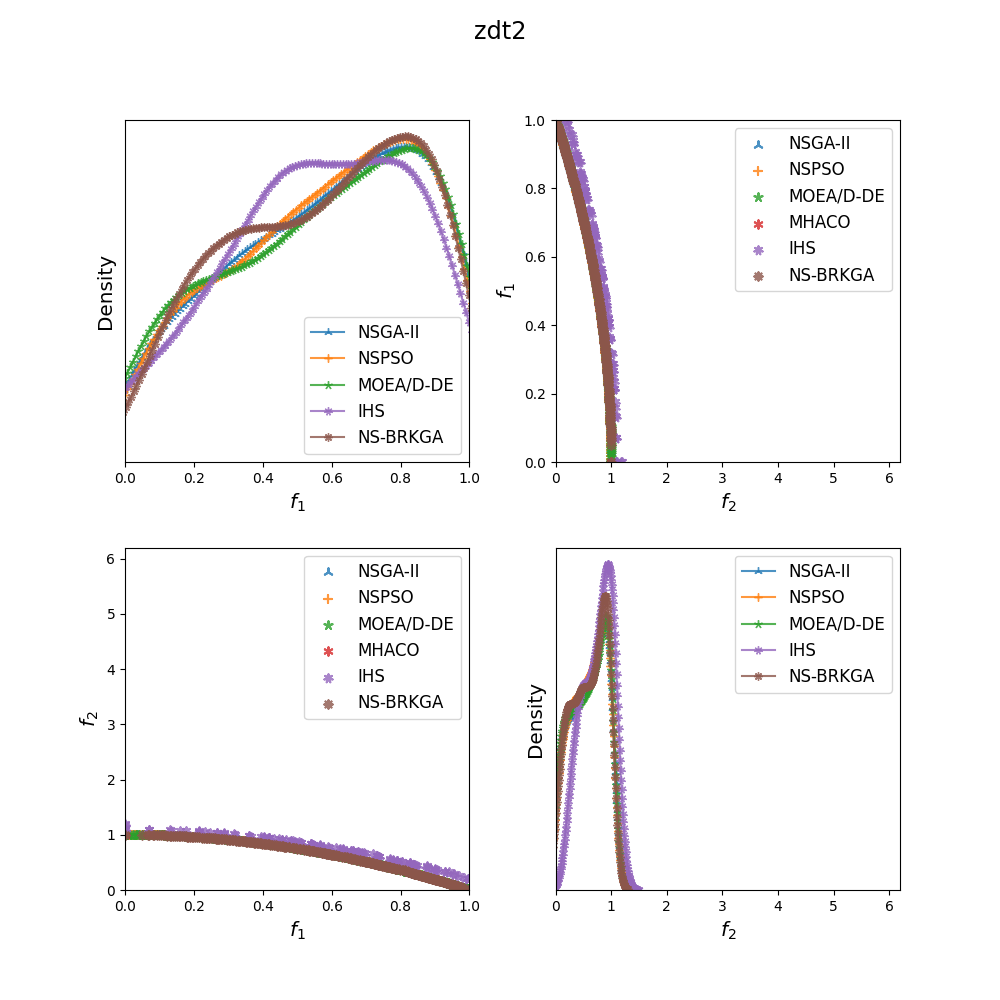 zdt2
Density
NSGA-II
NSPSO
MOEA/D-DE
IHS
NS-BRKGA
0.0 0.2 0.4 0.6 0.8 1.0
f₁
1.0
0.8
0.6
0.4
0.2
0.0
f₁
NSGA-II
NSPSO
MOEA/D-DE
MHACO
IHS
NS-BRKGA
0 1 2 3 4 5 6
f₂
6
5
4
3
2
1
0
f₂
NSGA-II
NSPSO
MOEA/D-DE
MHACO
IHS
NS-BRKGA
0.0 0.2 0.4 0.6 0.8 1.0
f₁
Density
NSGA-II
NSPSO
MOEA/D-DE
IHS
NS-BRKGA
0 1 2 3 4 5 6
f₂